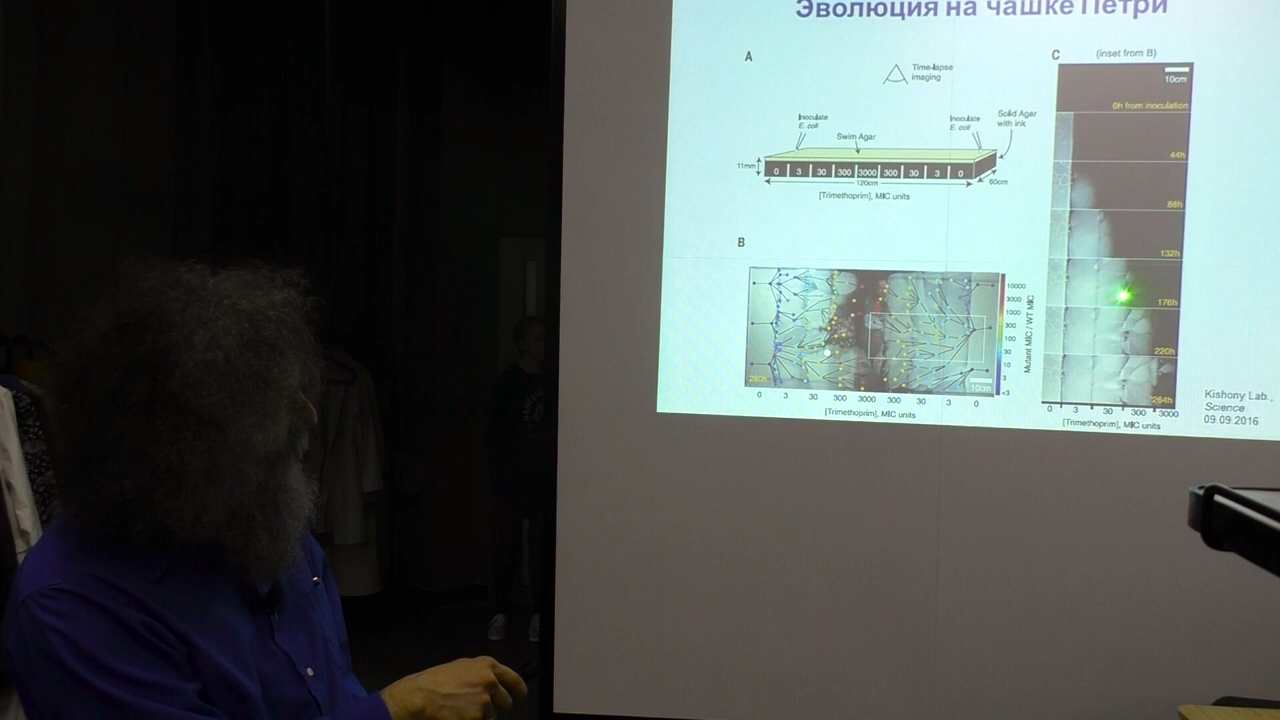 Эволюция на чашке Петри
A
Time-lapse
imaging
Inoculate
E. coli
Swim Agar
Inoculate
E. coli
Solid Agar
with ink
11mm
0 3 30 300 3000 300 30 3 0
120cm
60cm
[Trimethoprim], MIC units
B
280h
10cm
0 3 30 300 3000 300 30 3 0
[Trimethoprim], MIC units
10000
3000
1000
300
100
30
10
3
<3
Mutant MIC / WT MIC
C
(inset from B)
10cm
0h from inoculation
44h
88h
132h
176h
220h
264h
0 3 30 300 3000
[Trimethoprim], MIC units
Kishony Lab.,
Science
09.09.2016